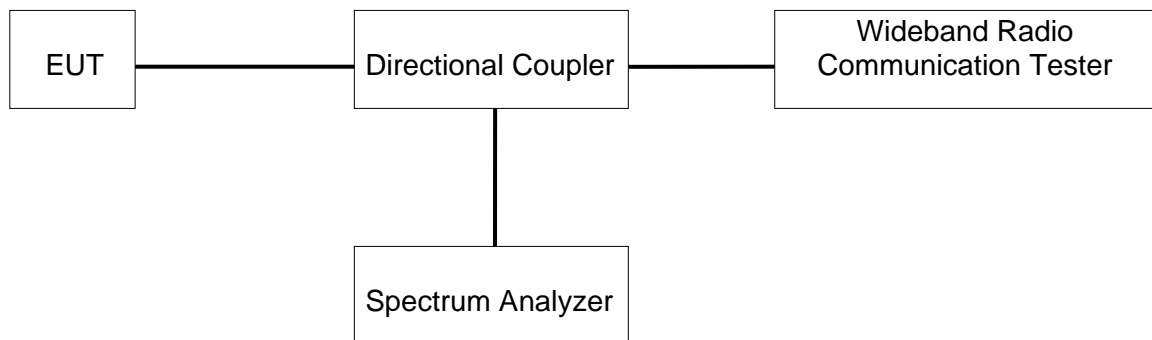 EUT
Directional Coupler
Wideband Radio
Communication Tester
Spectrum Analyzer